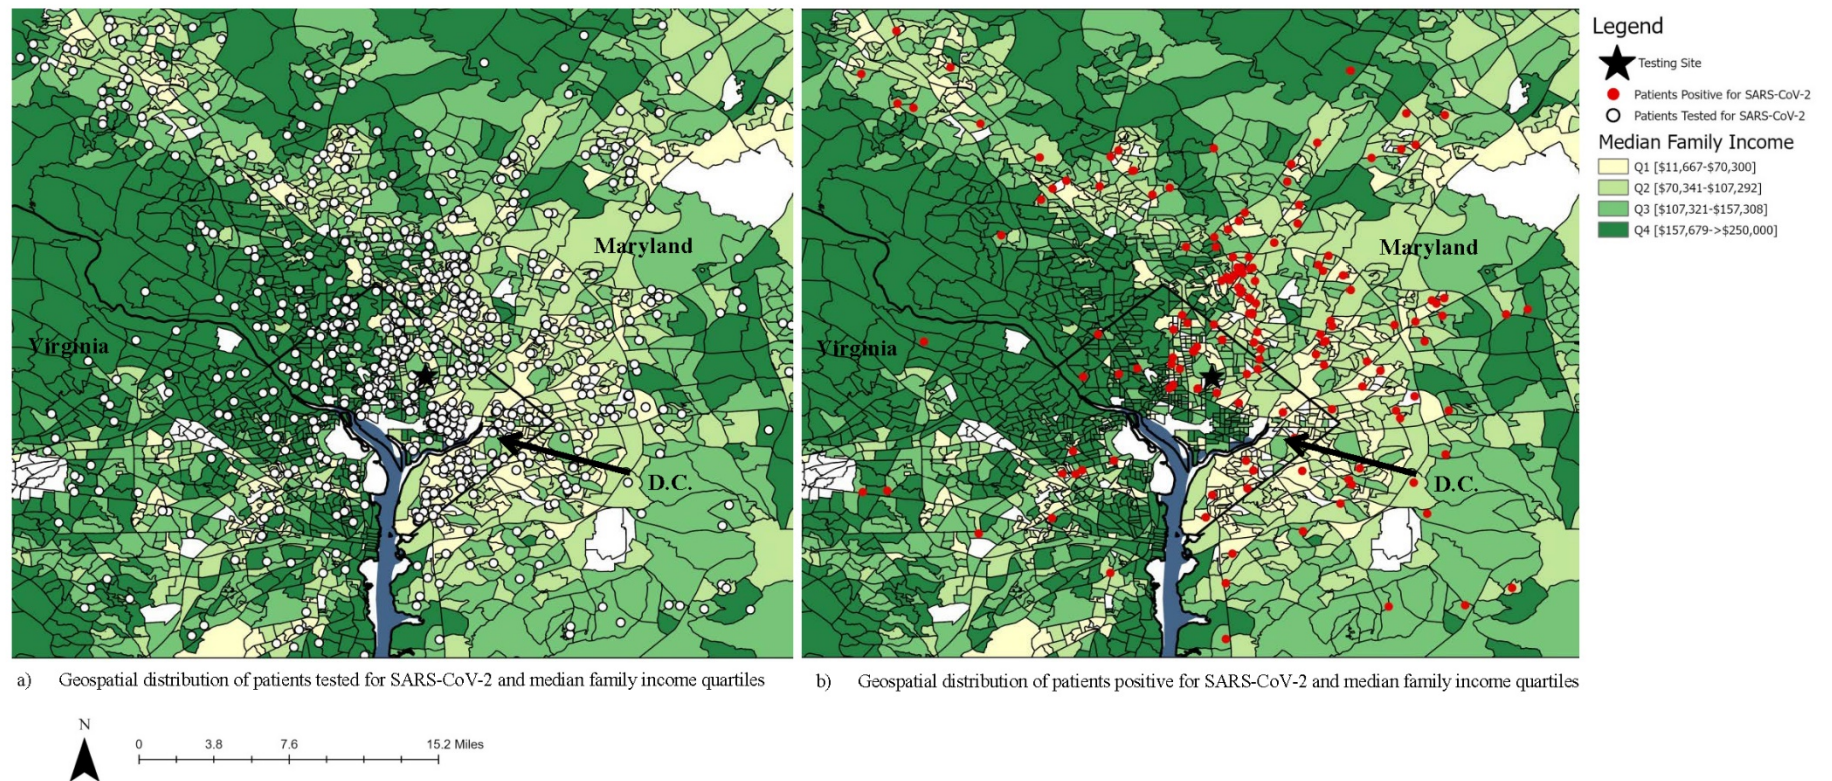 Legend
Testing Site
Patients Positive for SARS-CoV-2
Patients Tested for SARS-CoV-2
Median Family Income
Q1 [$11,667-$70,300]
Q2 [$70,341-$107,292]
Q3 [$107,321-$157,308]
Q4 [$157,679->$250,000]
Maryland
Virginia
D.C.
Maryland
Virginia
D.C.
a) Geospatial distribution of patients tested for SARS-CoV-2 and median family income quartiles
b) Geospatial distribution of patients positive for SARS-CoV-2 and median family income quartiles
N
0 3.8 7.6 15.2 Miles